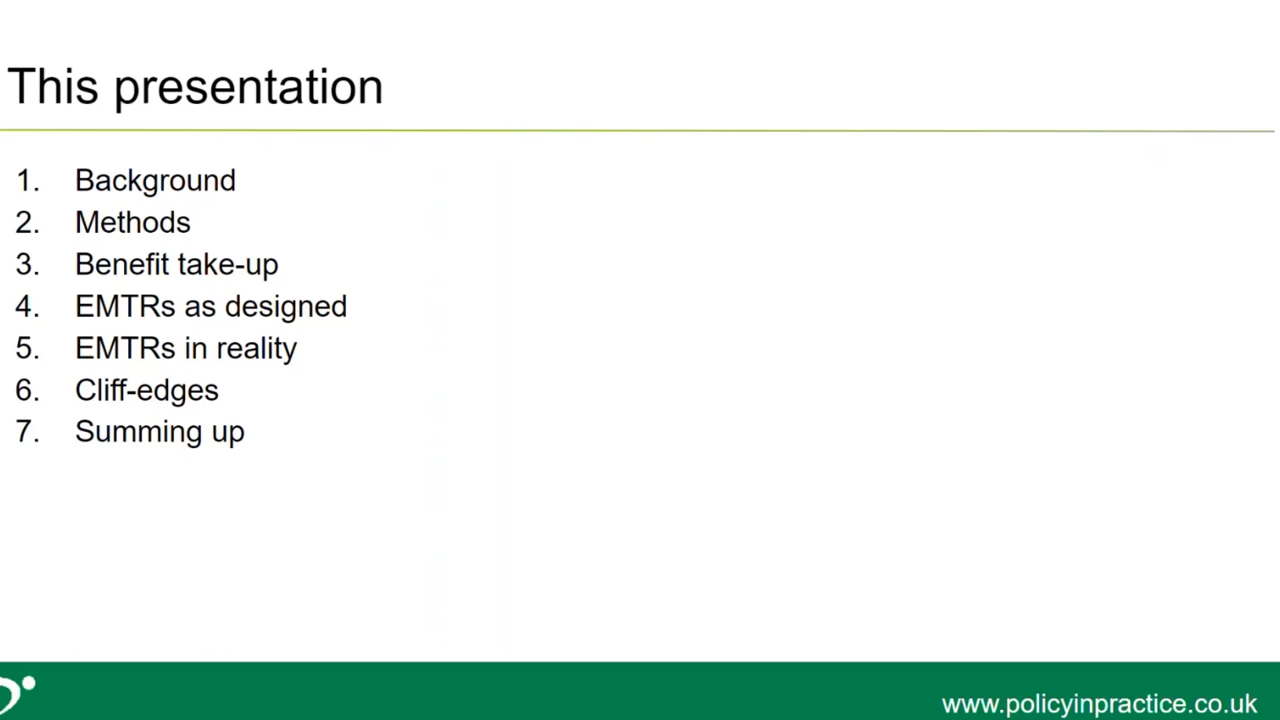 This presentation
1. Background
2. Methods
3. Benefit take-up
4. EMTRs as designed
5. EMTRs in reality
6. Cliff-edges
7. Summing up
www.policyinpractice.co.uk